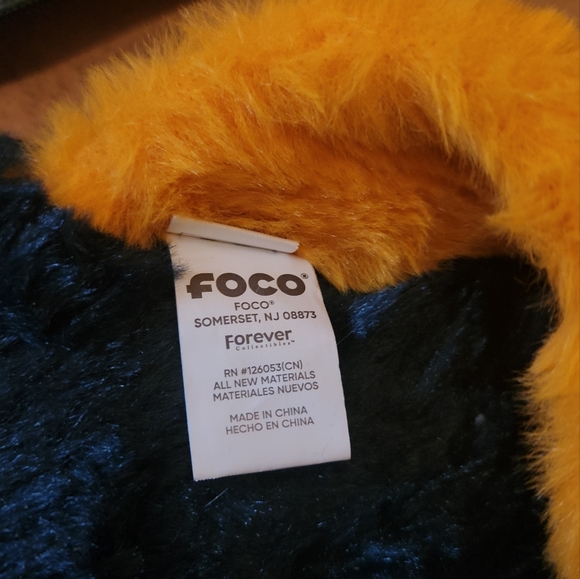 FOCO®
FOCO®
SOMERSET, NJ 08873
Forever
Collectibles™
RN #126053(CN)
ALL NEW MATERIALS
MATERIALES NUEVOS
MADE IN CHINA
HECHO EN CHINA